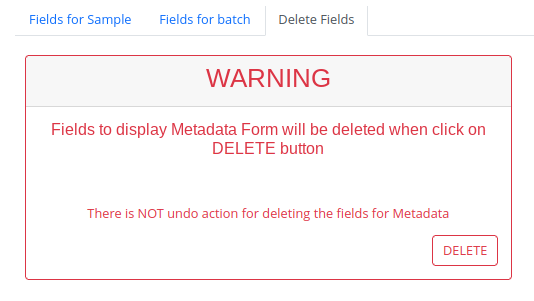 Fields for Sample Fields for batch Delete Fields
WARNING
Fields to display Metadata Form will be deleted when click on
DELETE button
There is NOT undo action for deleting the fields for Metadata
DELETE